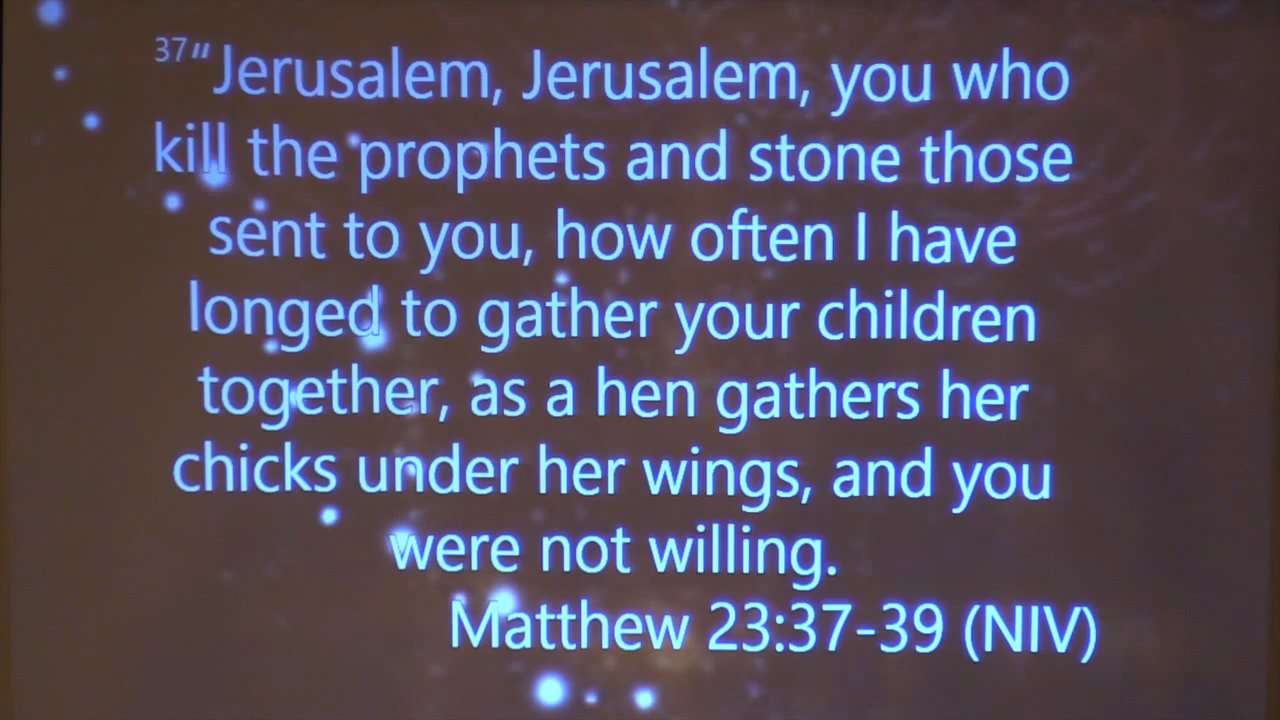 37"Jerusalem, Jerusalem, you who
kill the prophets and stone those
sent to you, how often I have
longed to gather your children
together, as a hen gathers her
chicks under her wings, and you
were not willing.
Matthew 23:37-39 (NIV)